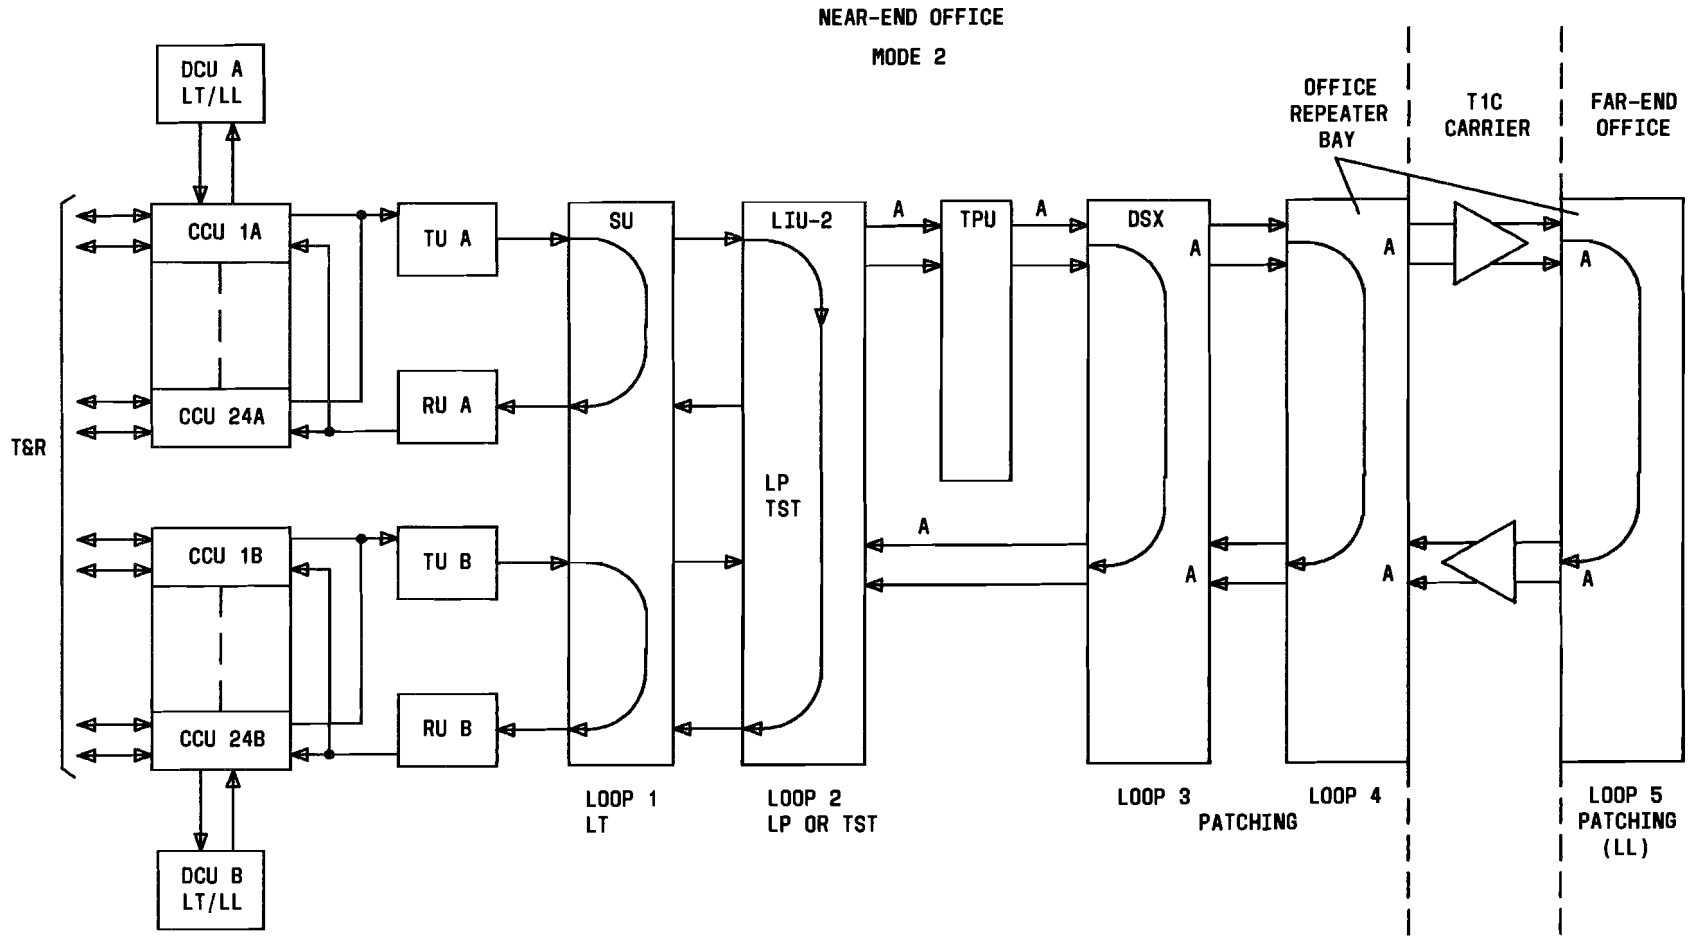 NEAR-END OFFICE
MODE 2
DCU A
LT/LL
OFFICE
REPEATER
BAY
T1C
CARRIER
FAR-END
OFFICE
T&R
CCU 1A
CCU 24A
TU A
RU A
SU
LIU-2
LP
TST
A
TPU
A
DSX
A
A
A
A
A
A
A
A
CCU 1B
CCU 24B
TU B
RU B
DCU B
LT/LL
LOOP 1
LT
LOOP 2
LP OR TST
LOOP 3
LOOP 4
PATCHING
LOOP 5
PATCHING
(LL)